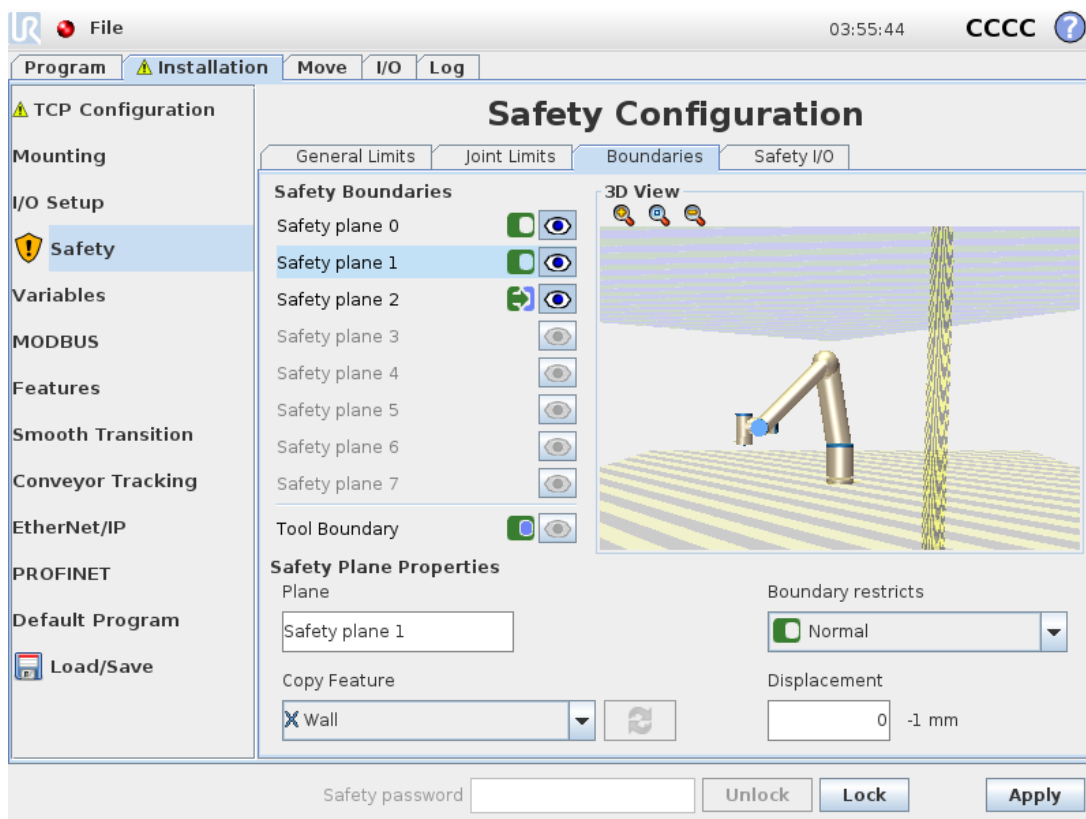 UR File 03:55:44 CCCC ?
Program Installation Move I/O Log
TCP Configuration
Mounting
I/O Setup
Safety
Variables
MODBUS
Features
Smooth Transition
Conveyor Tracking
EtherNet/IP
PROFINET
Default Program
Load/Save
Safety Configuration
General Limits Joint Limits Boundaries Safety I/O
Safety Boundaries
Safety plane 0
Safety plane 1
Safety plane 2
Safety plane 3
Safety plane 4
Safety plane 5
Safety plane 6
Safety plane 7
Tool Boundary
3D View
Safety Plane Properties
Plane
Safety plane 1
Copy Feature
Wall
Boundary restricts
Normal
Displacement
0 -1 mm
Safety password Unlock Lock Apply